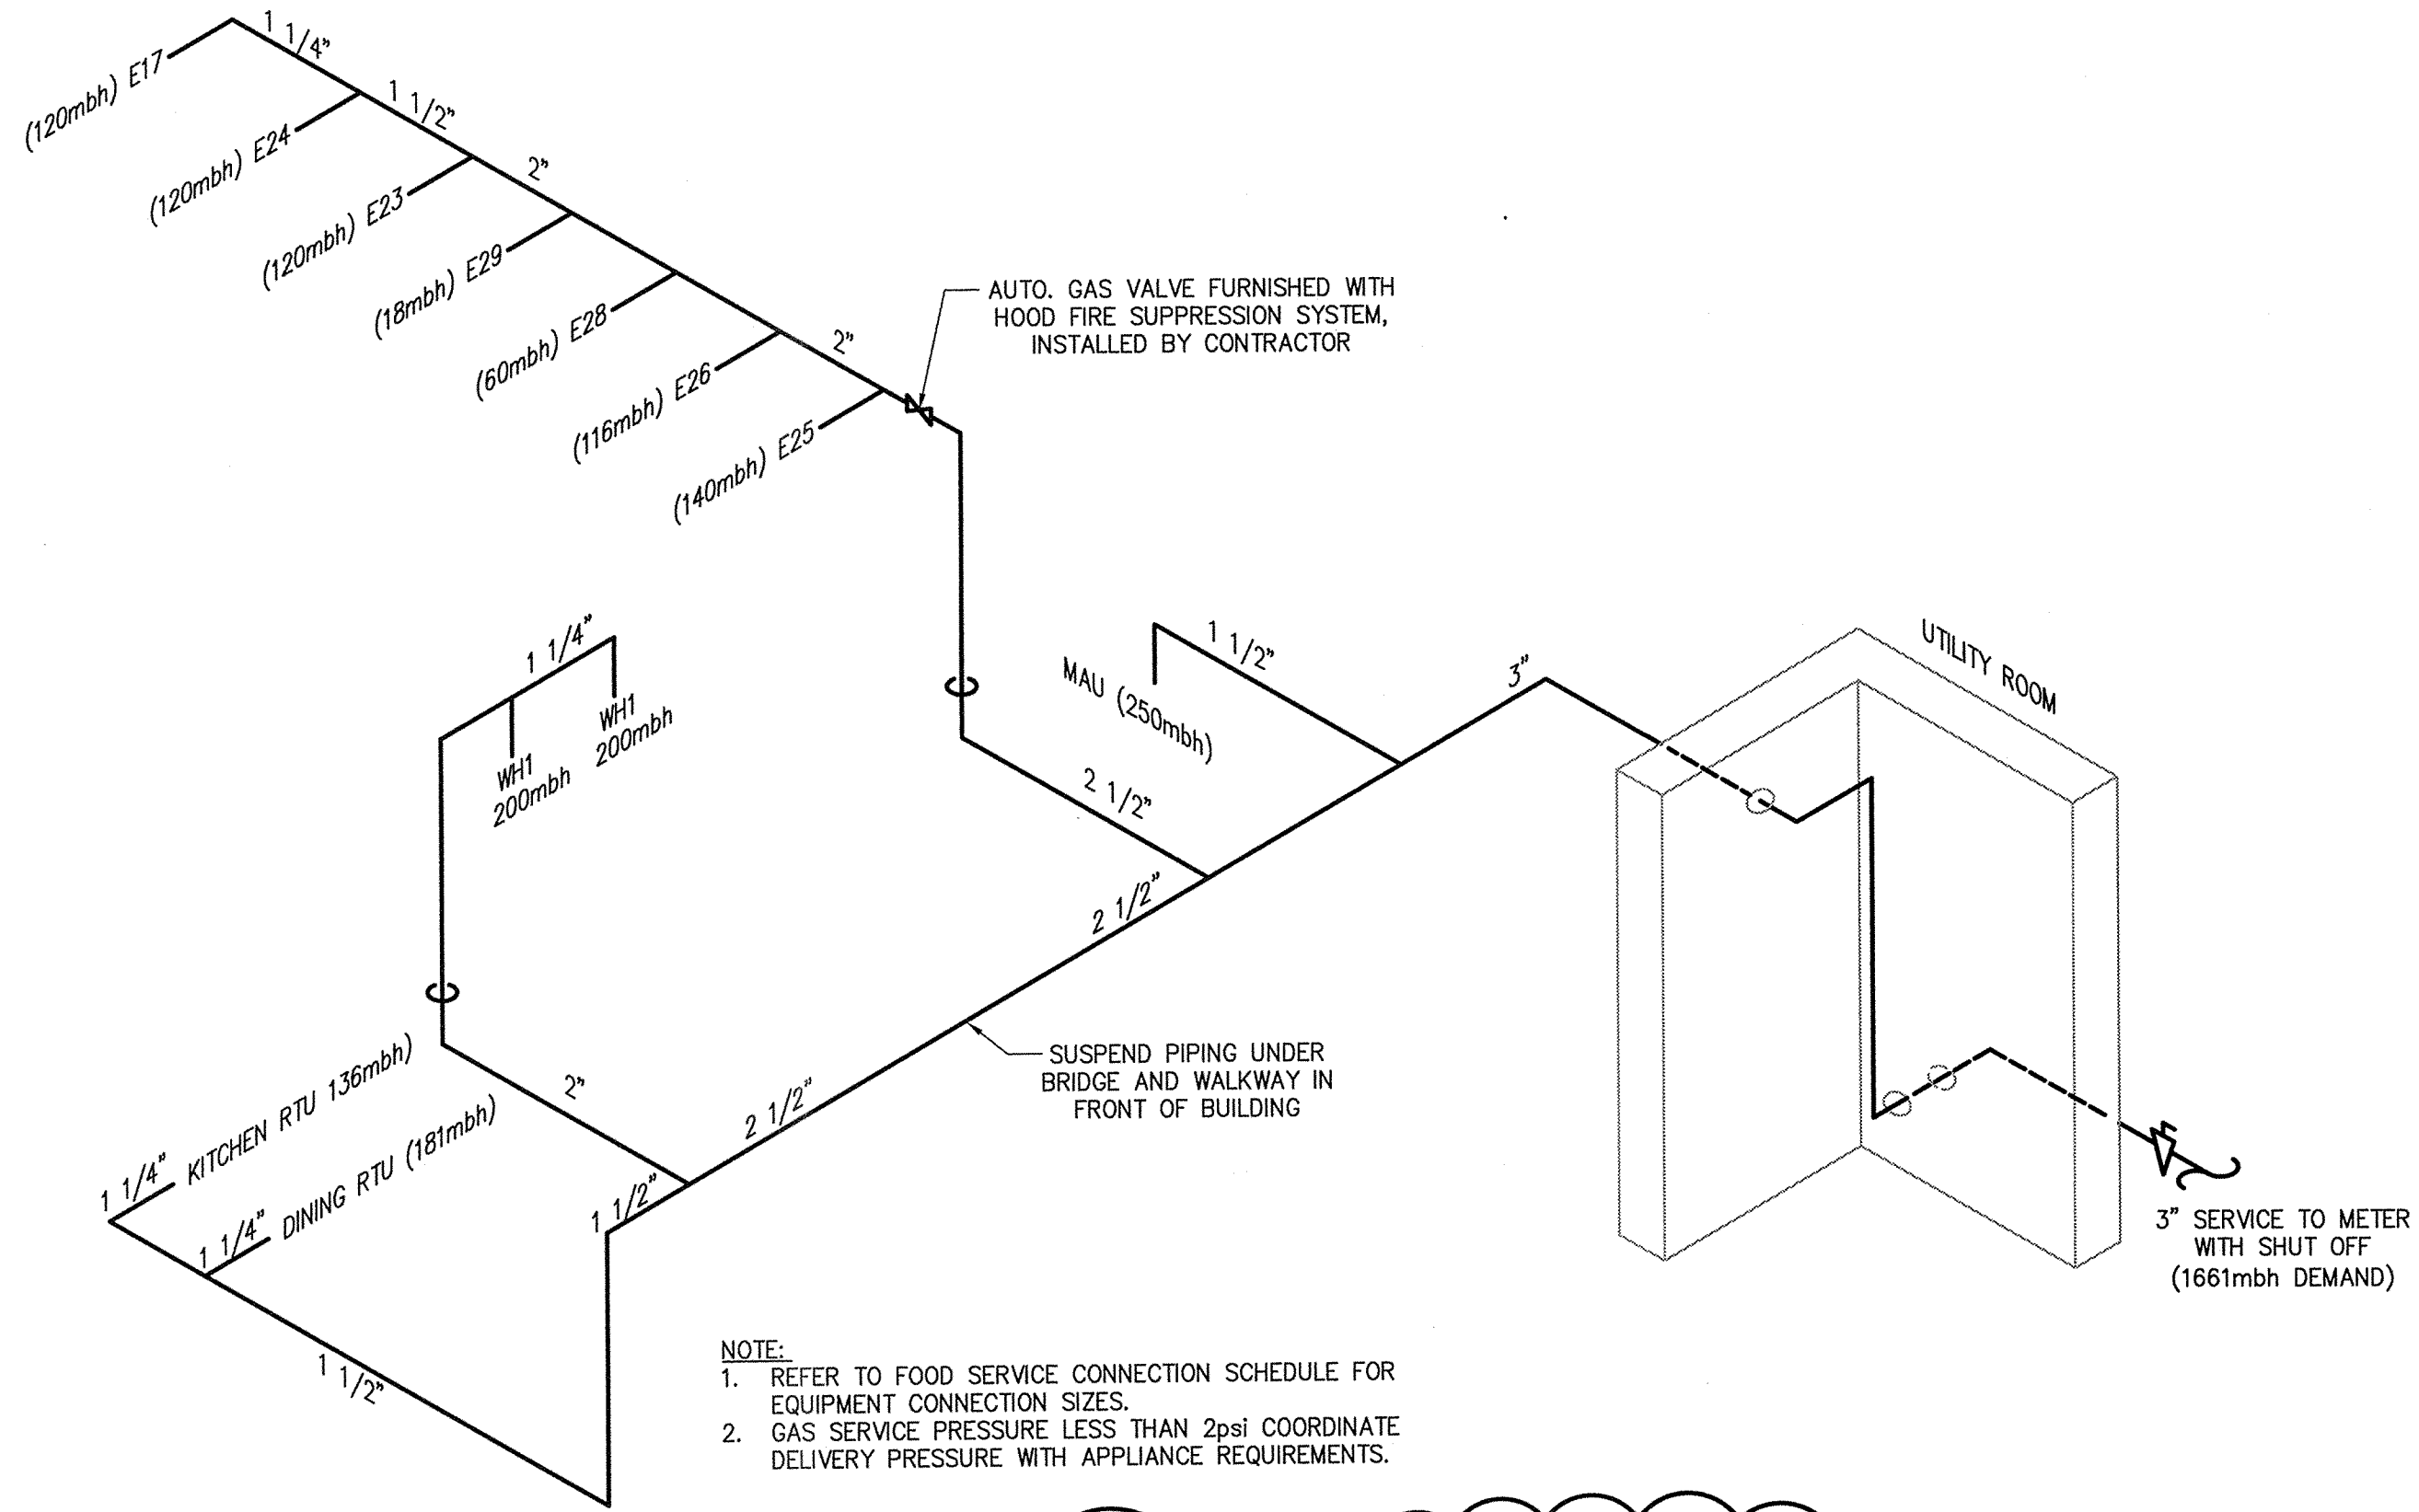 1 1/4"
(120mbh) E17
1 1/2"
(120mbh) E24
2"
(120mbh) E23
(18mbh) E29
(60mbh) E28
2"
(116mbh) E26
(140mbh) E25
AUTO. GAS VALVE FURNISHED WITH
HOOD FIRE SUPPRESSION SYSTEM,
INSTALLED BY CONTRACTOR
1 1/4"
WH1
200mbh
WH1
200mbh
1 1/2"
MAU (250mbh)
3"
UTILITY ROOM
2 1/2"
2 1/2"
SUSPEND PIPING UNDER
BRIDGE AND WALKWAY IN
FRONT OF BUILDING
2"
2 1/2"
1 1/4"
KITCHEN RTU 136mbh)
1 1/4"
DINING RTU (181mbh)
1 1/2"
1 1/2"
3" SERVICE TO METER
WITH SHUT OFF
(1661mbh DEMAND)
NOTE:
1. REFER TO FOOD SERVICE CONNECTION SCHEDULE FOR
EQUIPMENT CONNECTION SIZES.
2. GAS SERVICE PRESSURE LESS THAN 2psi COORDINATE
DELIVERY PRESSURE WITH APPLIANCE REQUIREMENTS.